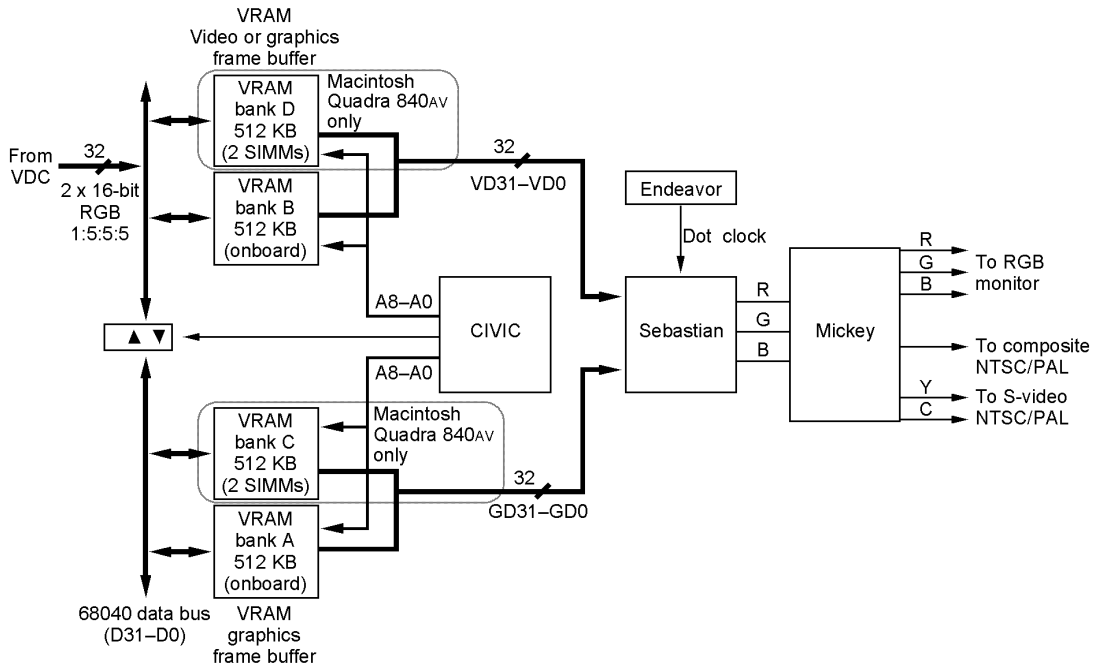 VRAM
Video or graphics
frame buffer
VRAM
bank D
512 KB
(2 SIMMs)
Macintosh
Quadra 840AV
only
From
VDC
32
2 x 16-bit
RGB
1:5:5:5
VRAM
bank B
512 KB
(onboard)
32
VD31–VD0
Endeavor
Dot clock
A8–A0
CIVIC
A8–A0
Sebastian
R
G
B
Mickey
R
G
B
To RGB
monitor
To composite
NTSC/PAL
Y
C
To S-video
NTSC/PAL
VRAM
bank C
512 KB
(2 SIMMs)
Macintosh
Quadra 840AV
only
32
GD31–GD0
VRAM
bank A
512 KB
(onboard)
68040 data bus
(D31–D0)
VRAM
graphics
frame buffer